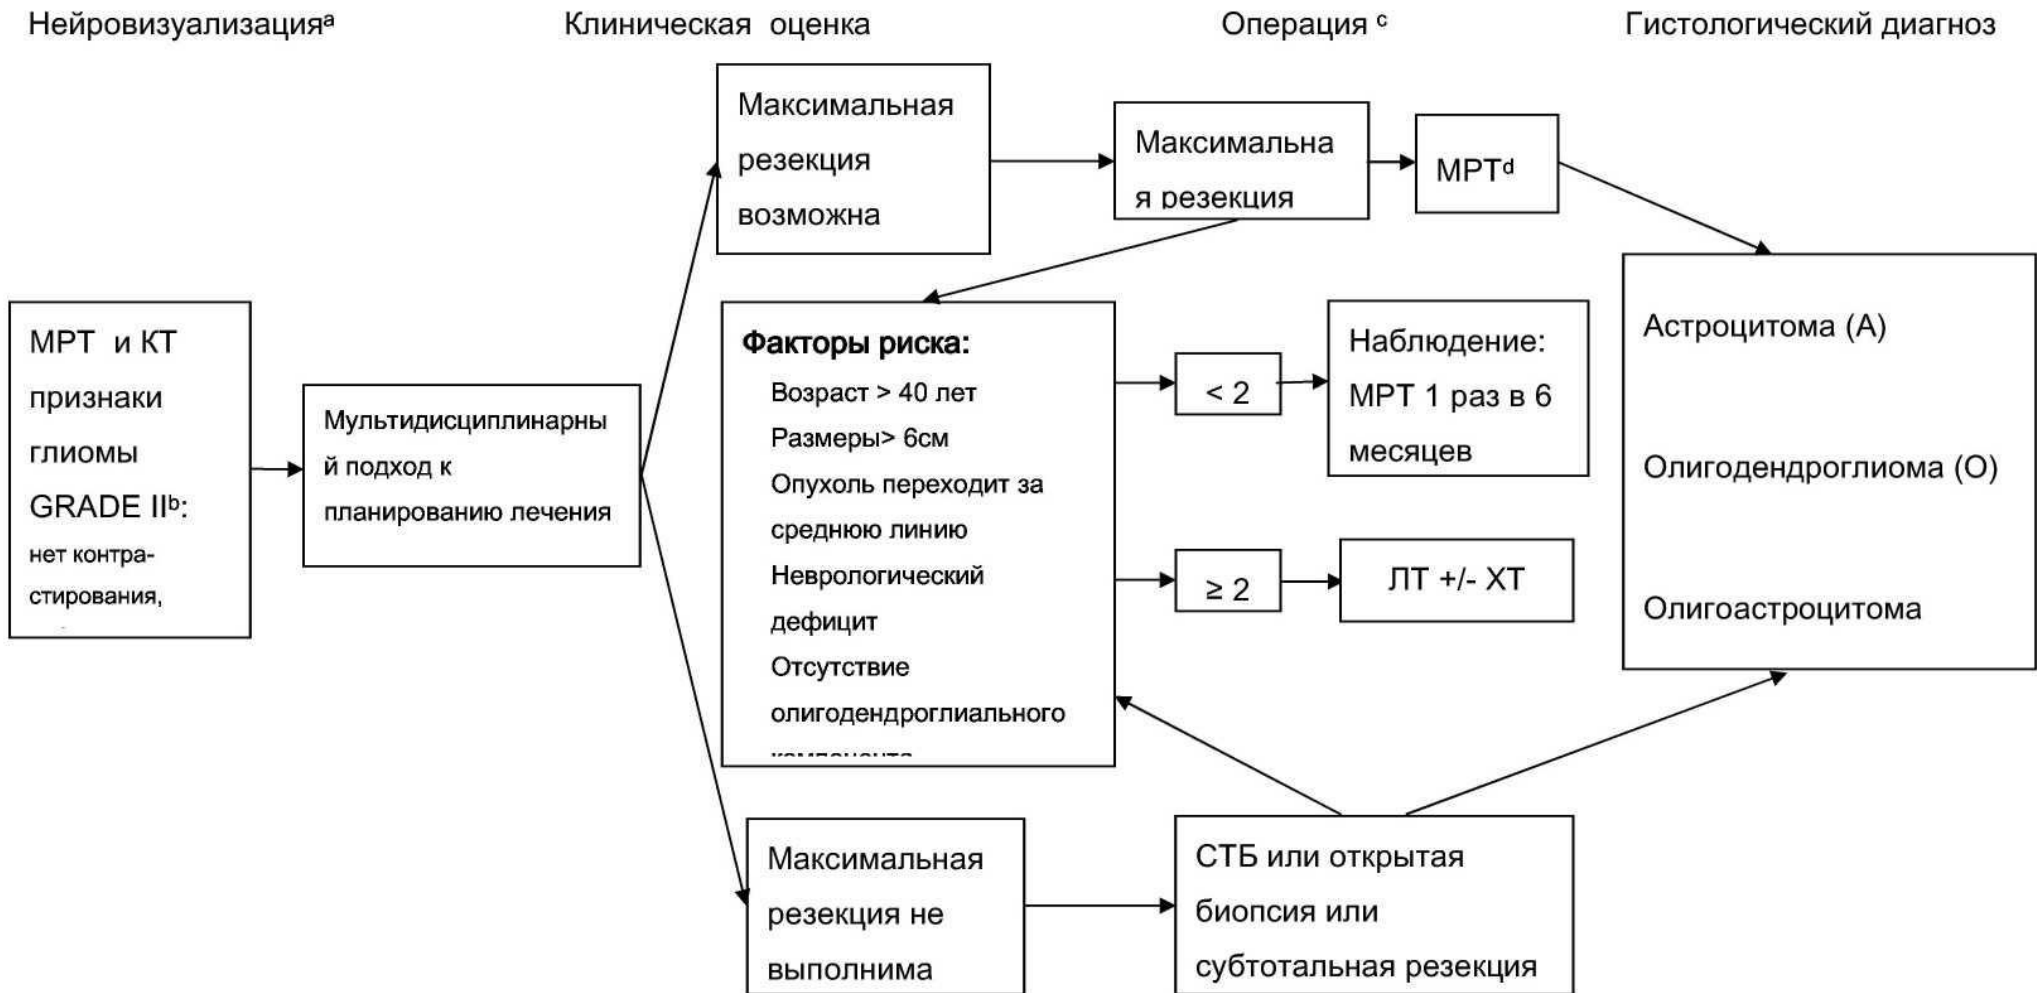 Нейровизуализацияᵃ
Клиническая оценка
Операция ᶜ
Гистологический диагноз
МРТ и КТ
признаки
глиомы
GRADE IIᵇ:
нет контра-
стирования,
Мультидисциплинарны
й подход к
планированию лечения
Максимальная
резекция
возможна
Максимальна
я резекция
МРТᵈ
Факторы риска:
Возраст > 40 лет
Размеры> 6см
Опухоль переходит за
среднюю линию
Неврологический
дефицит
Отсутствие
олигодендроглиального
< 2
Наблюдение:
МРТ 1 раз в 6
месяцев
≥ 2
ЛТ +/- ХТ
Астроцитома (А)
Олигодендроглиома (О)
Олигоастроцитома
Максимальная
резекция не
выполнима
СТБ или открытая
биопсия или
субтотальная резекция